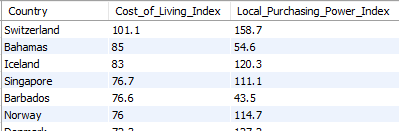 Country Cost_of_Living_Index Local_Purchasing_Power_Index
Switzerland 101.1 158.7
Bahamas 85 54.6
Iceland 83 120.3
Singapore 76.7 111.1
Barbados 76.6 43.5
Norway 76 114.7